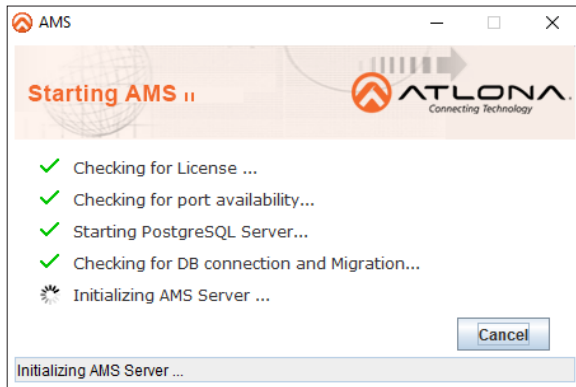 AMS
Starting AMS II
ATLONA.
Connecting Technology
Checking for License ...
Checking for port availability...
Starting PostgreSQL Server...
Checking for DB connection and Migration...
Initializing AMS Server ...
Cancel
Initializing AMS Server ...